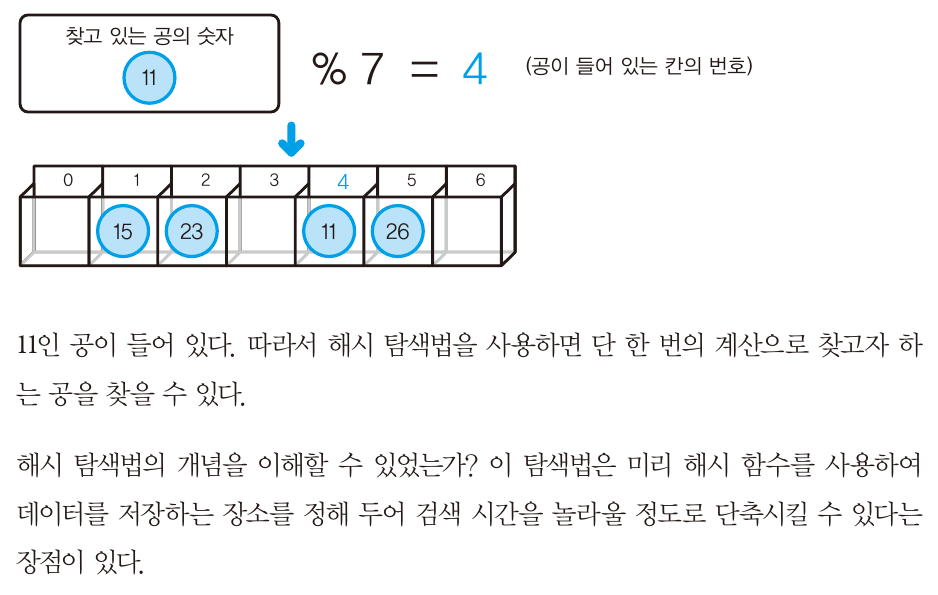 찾고 있는 공의 숫자
11 % 7 = 4 (공이 들어 있는 칸의 번호)
0 1 2 3 4 5 6
15 23 11 26
11인 공이 들어 있다. 따라서 해시 탐색법을 사용하면 단 한 번의 계산으로 찾고자 하
는 공을 찾을 수 있다.
해시 탐색법의 개념을 이해할 수 있었는가? 이 탐색법은 미리 해시 함수를 사용하여
데이터를 저장하는 장소를 정해 두어 검색 시간을 놀라울 정도로 단축시킬 수 있다는
장점이 있다.